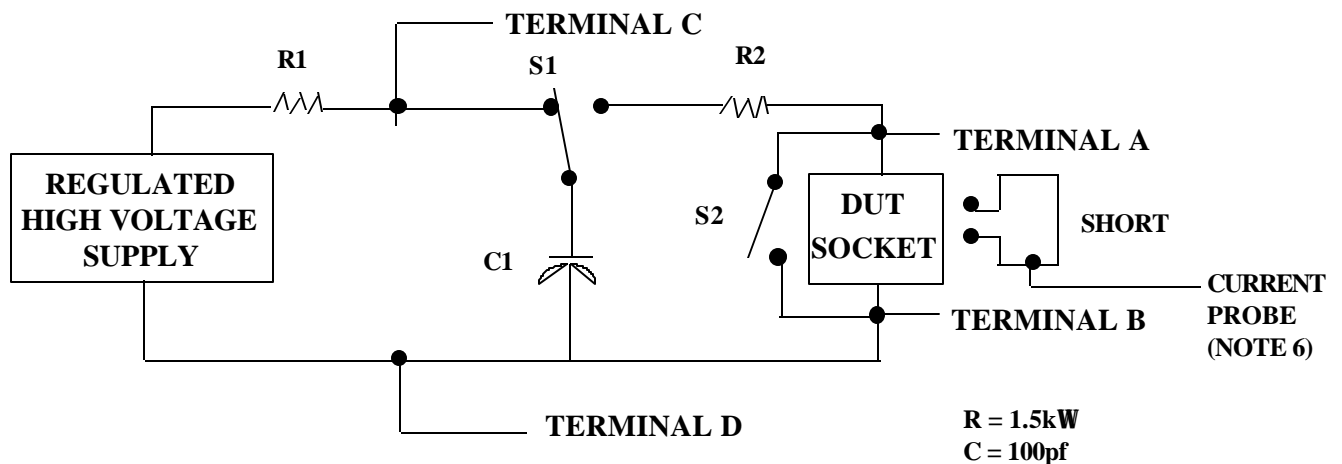 TERMINAL C
R1
S1
R2
TERMINAL A
REGULATED
HIGH VOLTAGE
SUPPLY
S2
DUT
SOCKET
SHORT
C1
CURRENT
PROBE
(NOTE 6)
TERMINAL B
TERMINAL D
R = 1.5kW
C = 100pf